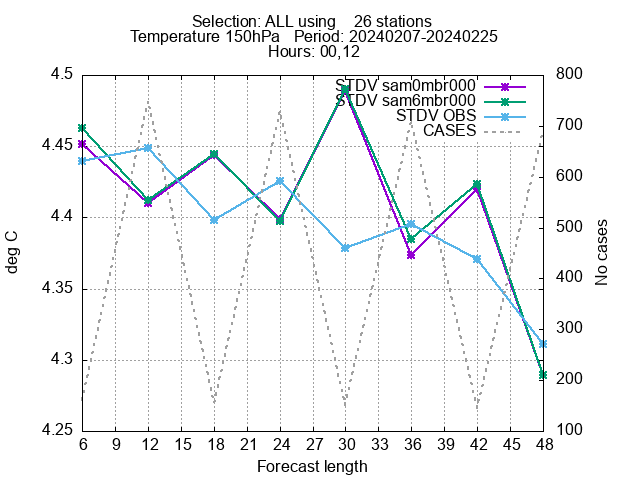 Selection: ALL using    26 stations
Temperature 150hPa   Period: 20240207-20240225
Hours: 00,12
STDV sam0mbr000
STDV sam6mbr000
STDV OBS
CASES
4.5
4.45
4.4
4.35
4.3
4.25
deg C
800
700
600
500
400
300
200
100
No cases
6 9 12 15 18 21 24 27 30 33 36 39 42 45 48
Forecast length